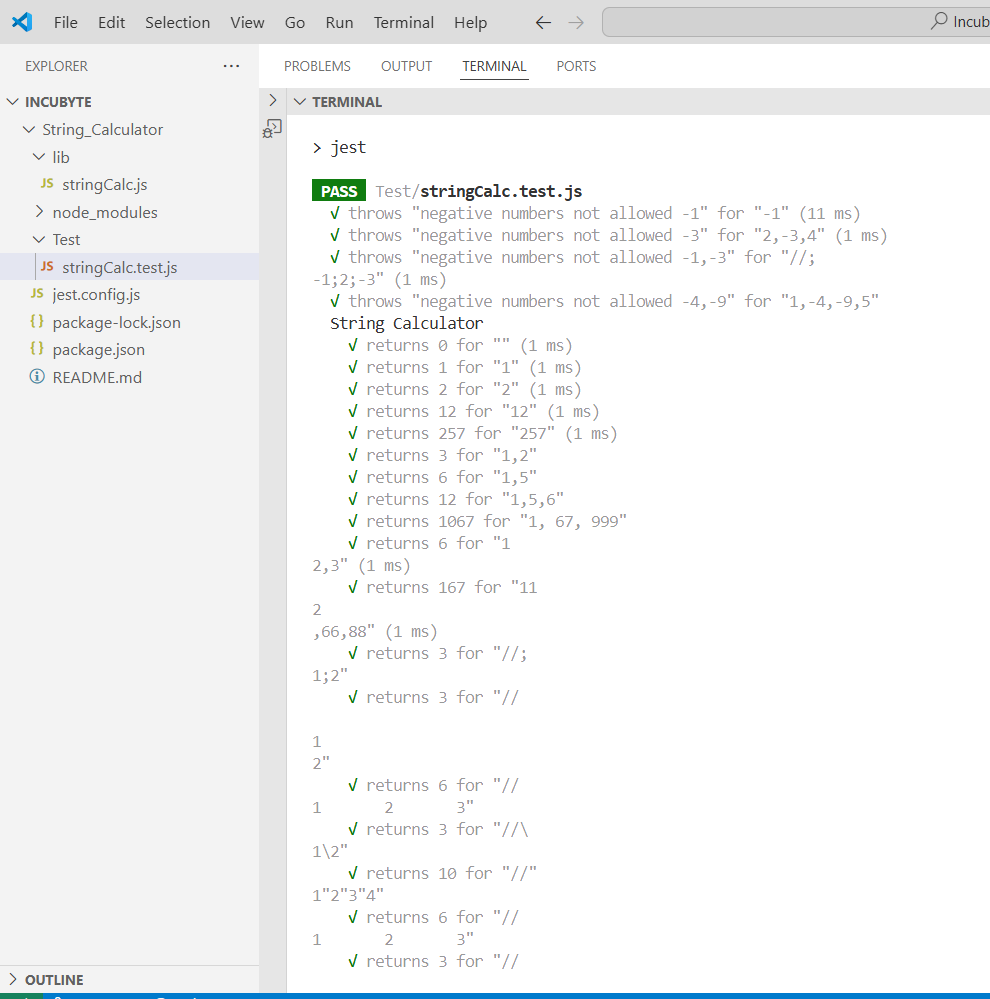 File Edit Selection View Go Run Terminal Help ← → Incub
EXPLORER ...
INCUBYTE
String_Calculator
lib
JS stringCalc.js
node_modules
Test
JS stringCalc.test.js
JS jest.config.js
{} package-lock.json
{} package.json
README.md
OUTLINE
PROBLEMS OUTPUT TERMINAL PORTS
TERMINAL
> jest
PASS Test/stringCalc.test.js
√ throws "negative numbers not allowed -1" for "-1" (11 ms)
√ throws "negative numbers not allowed -3" for "2,-3,4" (1 ms)
√ throws "negative numbers not allowed -1,-3" for "//;
-1;2;-3" (1 ms)
√ throws "negative numbers not allowed -4,-9" for "1,-4,-9,5"
String Calculator
√ returns 0 for "" (1 ms)
√ returns 1 for "1" (1 ms)
√ returns 2 for "2" (1 ms)
√ returns 12 for "12" (1 ms)
√ returns 257 for "257" (1 ms)
√ returns 3 for "1,2"
√ returns 6 for "1,5"
√ returns 12 for "1,5,6"
√ returns 1067 for "1, 67, 999"
√ returns 6 for "1
2,3" (1 ms)
√ returns 167 for "11
2
,66,88" (1 ms)
√ returns 3 for "//;
1;2"
√ returns 3 for "//
1
2"
√ returns 6 for "//
1 2 3"
√ returns 3 for "//\
1\2"
√ returns 10 for "//"
1"2"3"4"
√ returns 6 for "//
1 2 3"
√ returns 3 for "//